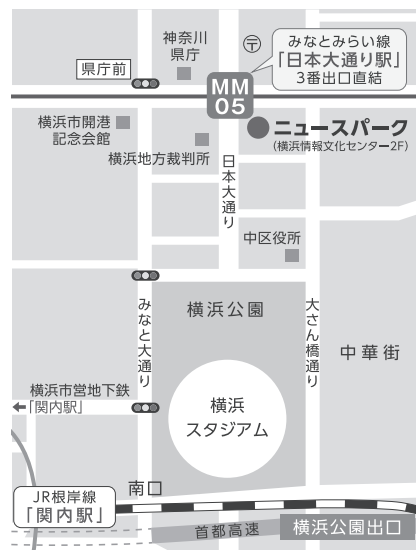 神奈川
県庁
〒
みなとみらい線
「日本大通り駅」
3番出口直結
県庁前
MM
05
横浜市開港
記念会館
ニュースパーク
(横浜情報文化センター2F)
横浜地方裁判所
日本大通り
中区役所
みなと大通り
横浜公園
大さん橋通り
中華街
横浜市営地下鉄
「関内駅」
横浜
スタジアム
南口
JR根岸線
「関内駅」
首都高速
横浜公園出口